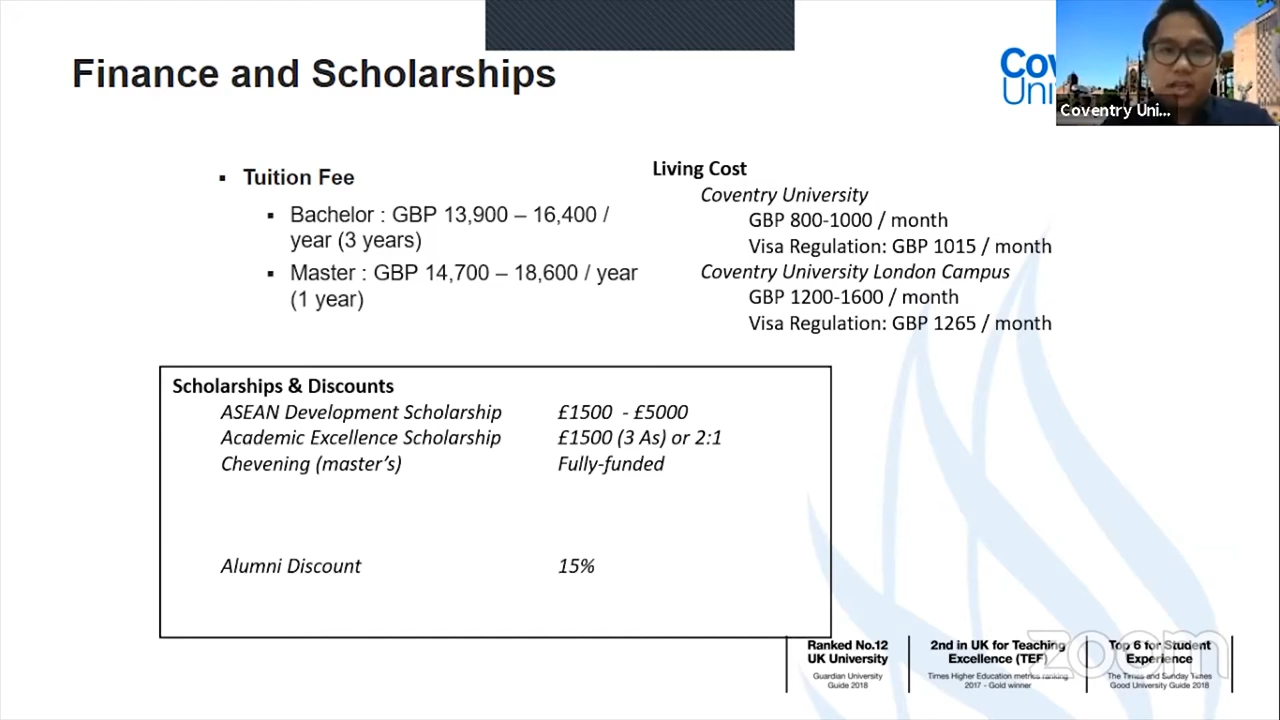 Finance and Scholarships
Cov
Uni
Coventry Uni...
▪ Tuition Fee
▪ Bachelor : GBP 13,900 – 16,400 /
year (3 years)
▪ Master : GBP 14,700 – 18,600 / year
(1 year)
Living Cost
Coventry University
GBP 800-1000 / month
Visa Regulation: GBP 1015 / month
Coventry University London Campus
GBP 1200-1600 / month
Visa Regulation: GBP 1265 / month
Scholarships & Discounts
ASEAN Development Scholarship £1500 - £5000
Academic Excellence Scholarship £1500 (3 As) or 2:1
Chevening (master’s) Fully-funded
Alumni Discount 15%
Ranked No.12
UK University
Guardian University
Guide 2018
2nd in UK for Teaching
Excellence (TEF)
Times Higher Education metrics ranking
2017 - Gold winner
Top 6 for Student
Experience
The Times and Sunday Times
Good University Guide 2018
zoom